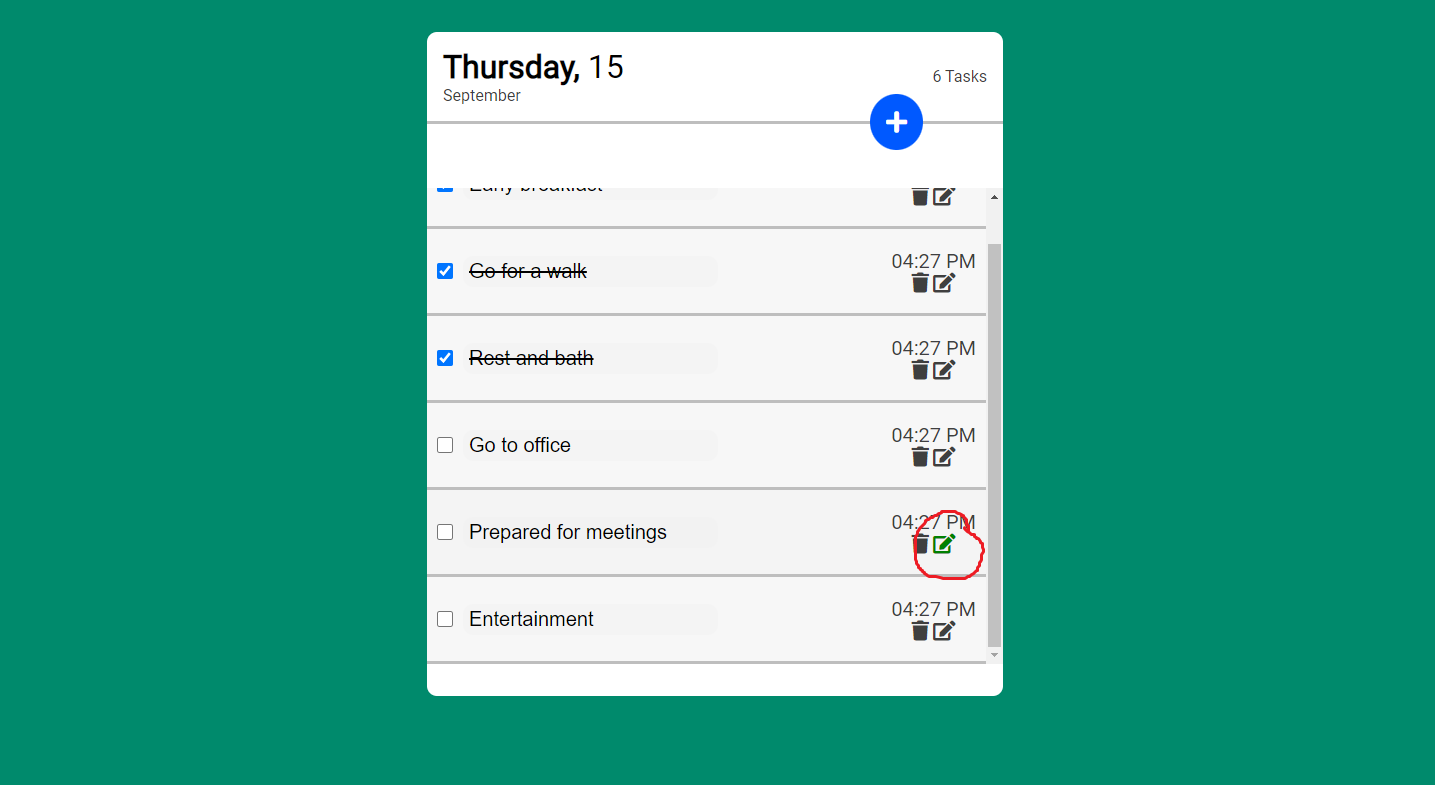 Thursday, 15
6 Tasks
September
Early breakfast
Go for a walk
04:27 PM
Rest and bath
04:27 PM
Go to office
04:27 PM
Prepared for meetings
04:27 PM
Entertainment
04:27 PM